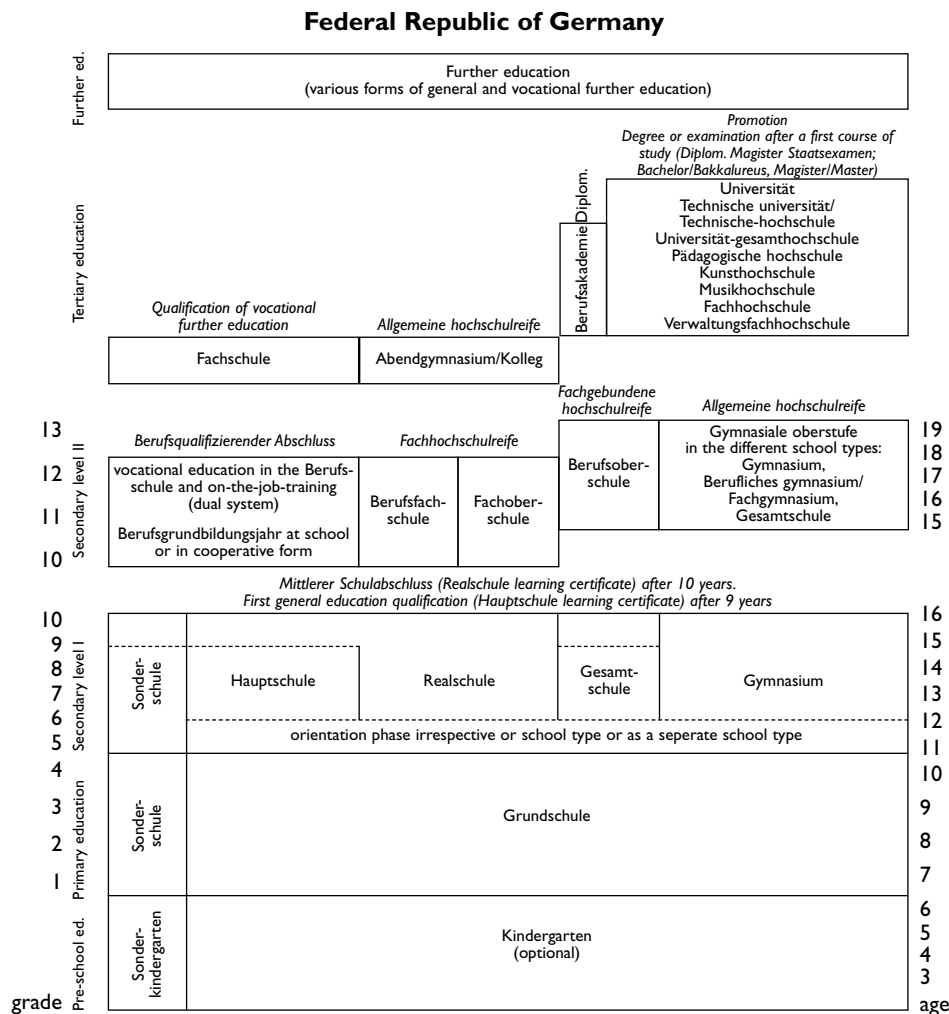 Federal Republic of Germany
Further ed.
Further education
(various forms of general and vocational further education)
Tertiary education
Promotion
Degree or examination after a first course of
study (Diplom. Magister Staatsexamen;
Bachelor/Bakkalureus, Magister/Master)
Diplom.
Berufsakademie
Universität
Technische universität/
Technische-hochschule
Universität-gesamthochschule
Pädagogische hochschule
Kunsthochschule
Musikhochschule
Fachhochschule
Verwaltungsfachhochschule
Qualification of vocational
further education
Fachschule
Allgemeine hochschulreife
Abendgymnasium/Kolleg
13
12
11
10
Secondary level II
Berufsqualifizierender Abschluss
vocational education in the Berufs-
schule and on-the-job-training
(dual system)
Berufsgrundbildungsjahr at school
or in cooperative form
Fachhochschulreife
Berufsfach-
schule
Fachober-
schule
Fachgebundene
hochschulreife
Berufsober-
schule
Allgemeine hochschulreife
Gymnasiale oberstufe
in the different school types:
Gymnasium,
Berufliches gymnasium/
Fachgymnasium,
Gesamtschule
19
18
17
16
15
Mittlerer Schulabschluss (Realschule learning certificate) after 10 years.
First general education qualification (Hauptschule learning certificate) after 9 years
10
9
8
7
6
5
Secondary level I
Sonder-
schule
Hauptschule
Realschule
Gesamt-
schule
Gymnasium
orientation phase irrespective or school type or as a seperate school type
16
15
14
13
12
11
4
3
2
1
Primary education
Sonder-
schule
Grundschule
10
9
8
7
Pre-school ed.
Sonder-
kindergarten
Kindergarten
(optional)
6
5
4
3
grade
age